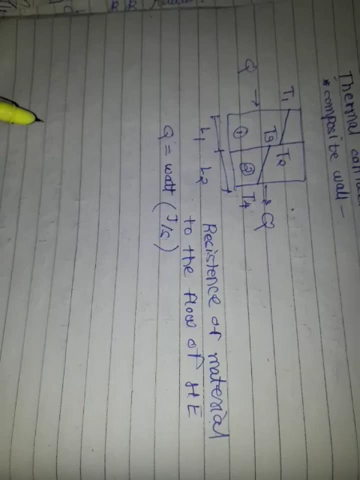 Thermal
* composite wall -
T1
Q →
T3
T2
①
②
→ Q
T4
L1 L2
Resistence of material
to the flow of HE
Q = watt (J/s)